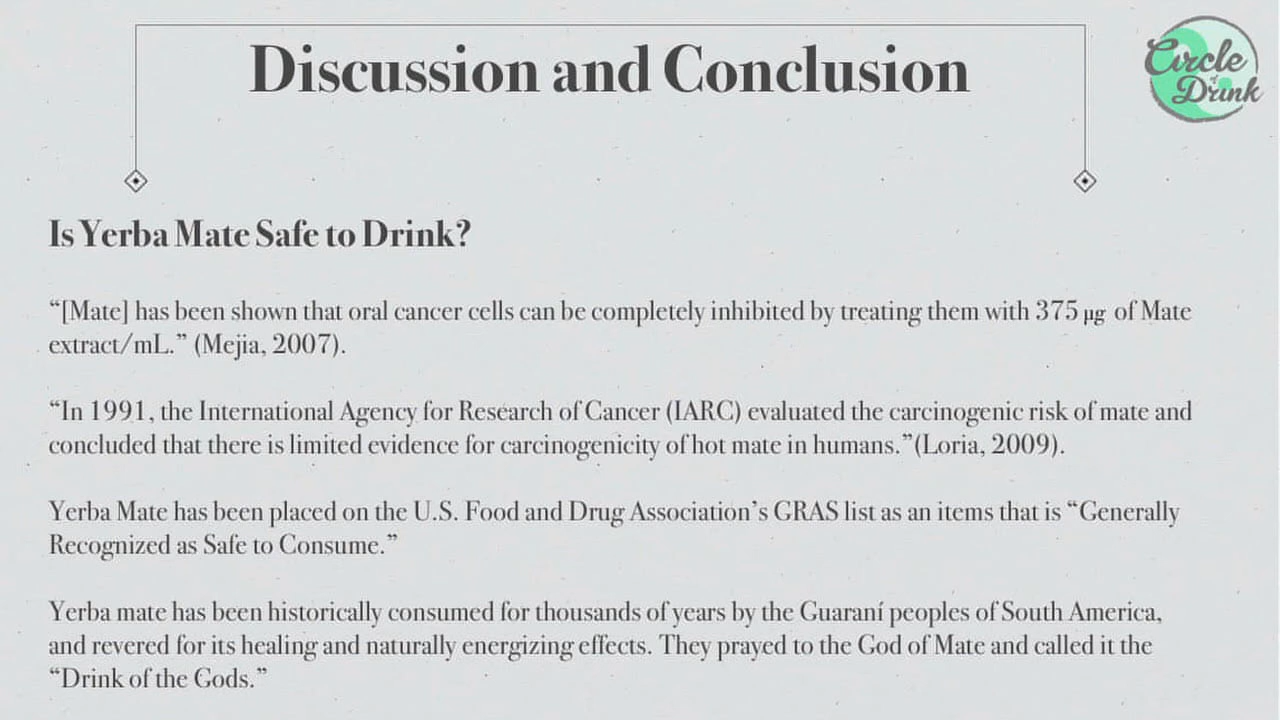 Discussion and Conclusion
Circle
of
Drink
Is Yerba Mate Safe to Drink?
“[Mate] has been shown that oral cancer cells can be completely inhibited by treating them with 375 µg of Mate
extract/mL.” (Mejia, 2007).
“In 1991, the International Agency for Research of Cancer (IARC) evaluated the carcinogenic risk of mate and
concluded that there is limited evidence for carcinogenicity of hot mate in humans.”(Loria, 2009).
Yerba Mate has been placed on the U.S. Food and Drug Association’s GRAS list as an items that is “Generally
Recognized as Safe to Consume.”
Yerba mate has been historically consumed for thousands of years by the Guaraní peoples of South America,
and revered for its healing and naturally energizing effects. They prayed to the God of Mate and called it the
“Drink of the Gods.”